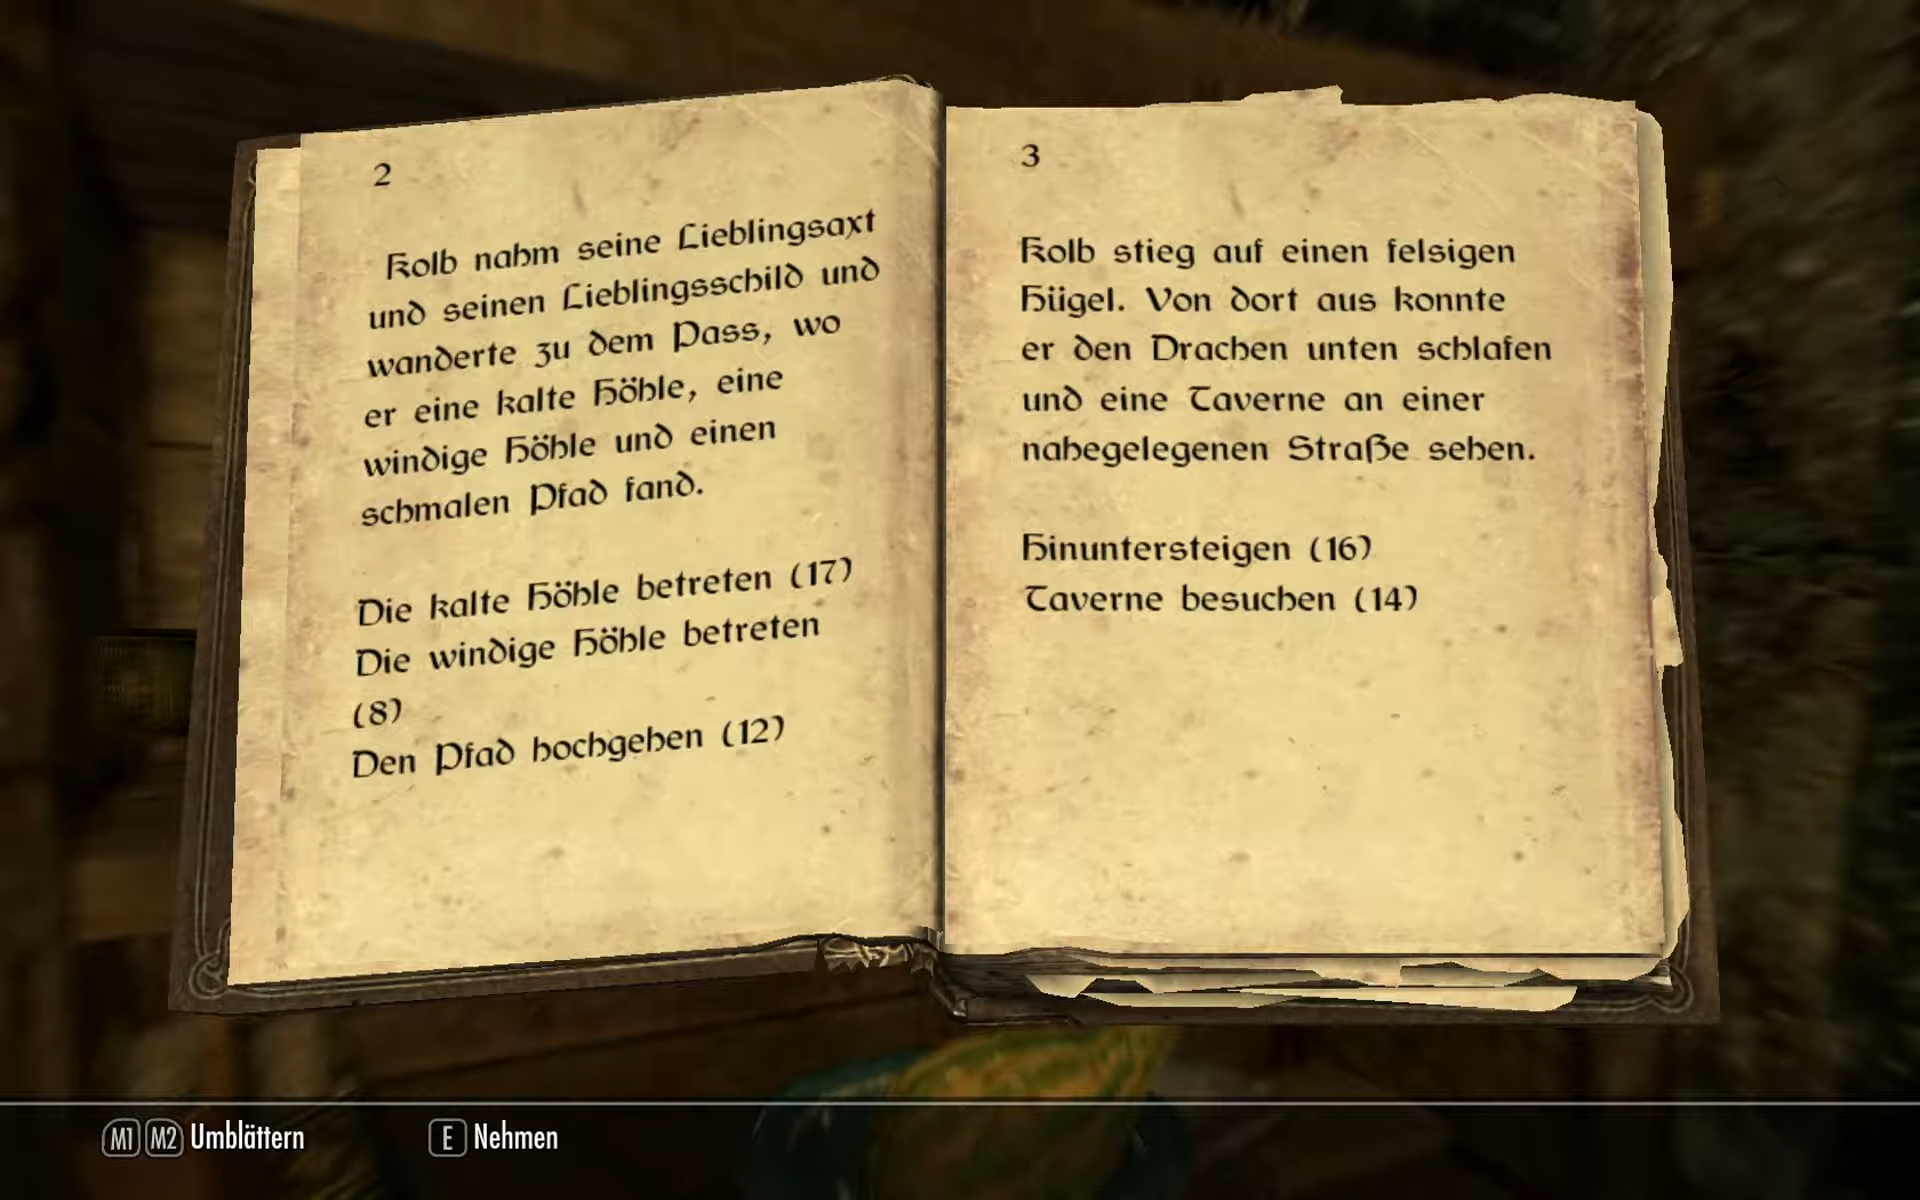 2
Kolb nahm seine Lieblingsaxt
und seinen Lieblingsschild und
wanderte zu dem Pass, wo
er eine kalte Höhle, eine
windige Höhle und einen
schmalen Pfad fand.
Die kalte Höhle betreten (17)
Die windige Höhle betreten
(8)
Den Pfad hochgehen (12)
3
Kolb stieg auf einen felsigen
Hügel. Von dort aus konnte
er den Drachen unten schlafen
und eine Taverne an einer
nahegelegenen Straße sehen.
Hinuntersteigen (16)
Taverne besuchen (14)
M1 M2 Umblättern
E Nehmen